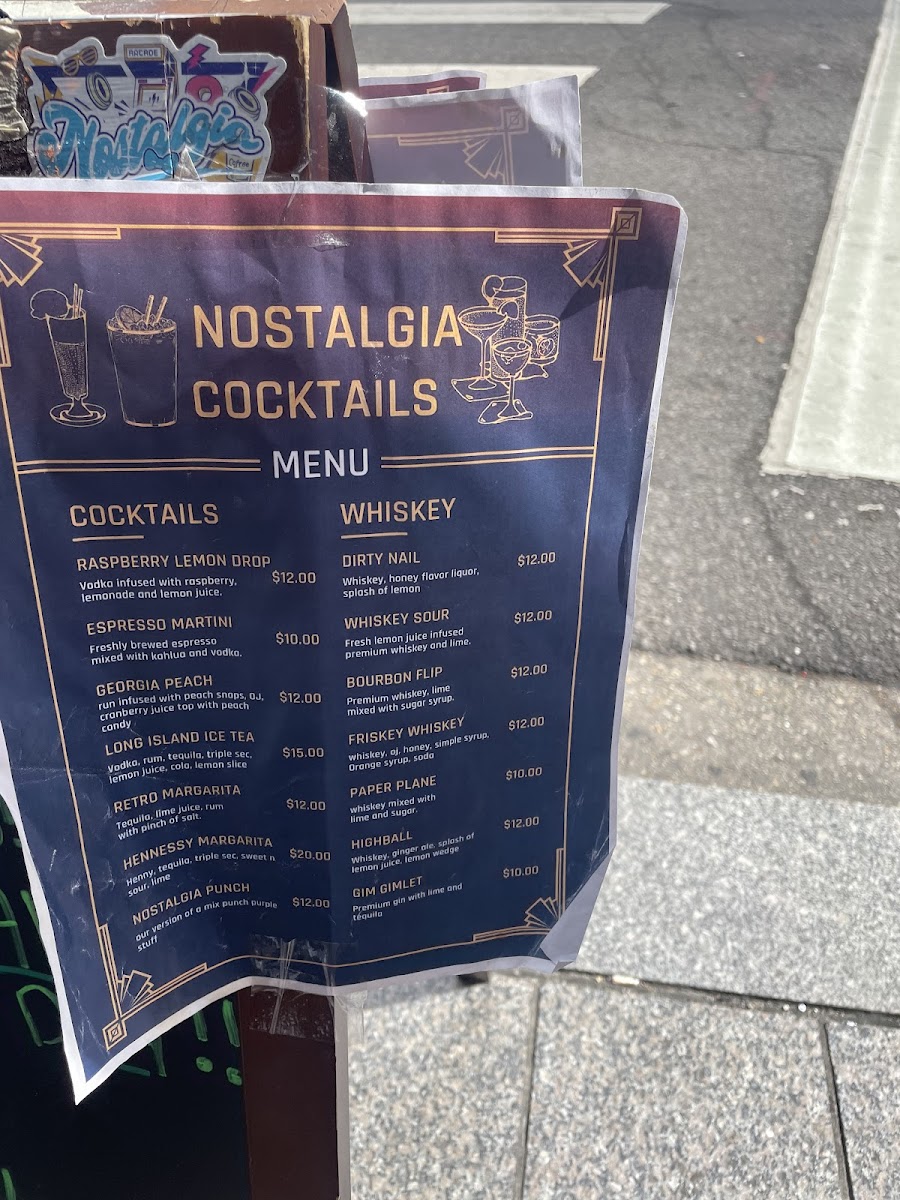 ARCADE
Nostalgia
Coffee
NOSTALGIA
COCKTAILS
MENU
COCKTAILS
RASPBERRY LEMON DROP
Vodka infused with raspberry,
lemonade and lemon juice.
$12.00
ESPRESSO MARTINI
Freshly brewed espresso
mixed with kahlua and vodka.
$10.00
GEORGIA PEACH
run infused with peach snaps, oJ,
cranberry juice top with peach
candy
$12.00
LONG ISLAND ICE TEA
Vodka, rum, tequila, triple sec,
lemon juice, cola, lemon slice
$15.00
RETRO MARGARITA
Tequila, lime juice, rum
with pinch of salt.
$12.00
HENNESSY MARGARITA
Henny, tequila, triple sec, sweet n
sour, lime
$20.00
NOSTALGIA PUNCH
our version of a mix punch purple
stuff
$12.00
WHISKEY
DIRTY NAIL
Whiskey, honey flavor liquor,
splash of lemon
$12.00
WHISKEY SOUR
Fresh lemon juice infused
premium whiskey and lime.
$12.00
BOURBON FLIP
Premium whiskey, lime
mixed with sugar syrup.
$12.00
FRISKEY WHISKEY
whiskey, oj, honey, simple syrup,
Orange syrup, soda
$12.00
PAPER PLANE
whiskey mixed with
lime and sugar.
$10.00
HIGHBALL
Whiskey, ginger ale, splash of
lemon juice, lemon wedge
$12.00
GIM GIMLET
Premium gin with lime and
téquila
$10.00